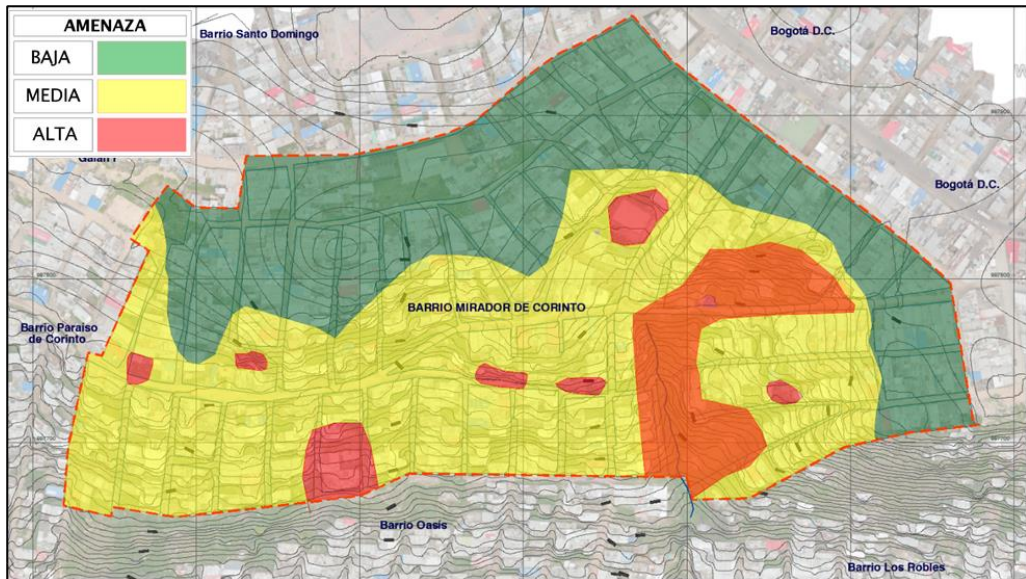 AMENAZA
BAJA
MEDIA
ALTA
Barrio Santo Domingo
Bogotá D.C.
Bogotá D.C.
BARRIO MIRADOR DE CORINTO
Barrio Paraiso
de Corinto
Barrio Oasis
Barrio Los Robles